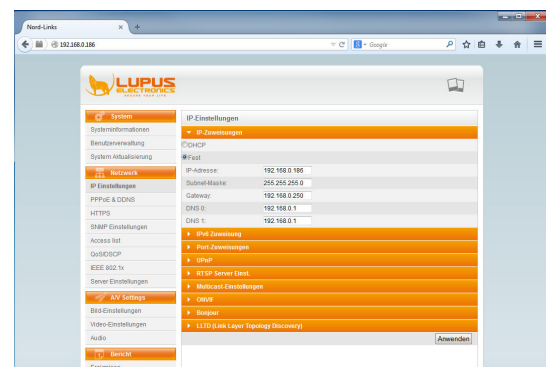 Nord-Links
192.168.0.186
Google
LUPUS
ELECTRONICS
System
Systeminformationen
Benutzerverwaltung
System Aktualisierung
Netzwerk
IP Einstellungen
PPPoE & DDNS
HTTPS
SNMP Einstellungen
Access list
QoS/DSCP
IEEE 802.1x
Server Einstellungen
A/V Settings
Bild-Einstellungen
Video-Einstellungen
Audio
Bericht
Ereignisse
IP-Einstellungen
IP-Zuweisungen
DHCP
Fest
IP-Adresse: 192.168.0.186
Subnet-Maske: 255.255.255.0
Gateway: 192.168.0.250
DNS 0: 192.168.0.1
DNS 1: 192.168.0.1
IPv6 Zuweisung
Port-Zuweisungen
UPnP
RTSP Server Einst.
Multicast-Einstellungen
ONVIF
Bonjour
LLTD (Link Layer Topology Discovery)
Anwenden